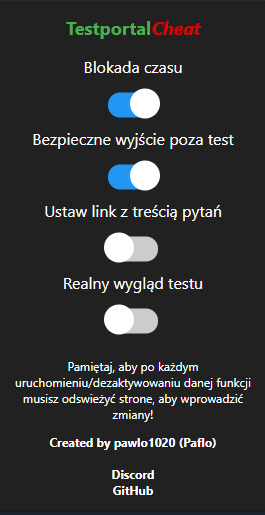 TestportalCheat
Blokada czasu
Bezpieczne wyjście poza test
Ustaw link z treścią pytań
Realny wygląd testu
Pamiętaj, aby po każdym
uruchomieniu/dezaktywowaniu danej funkcji
musisz odswieżyć strone, aby wprowadzić
zmiany!
Created by pawlo1020 (Paflo)
Discord
GitHub